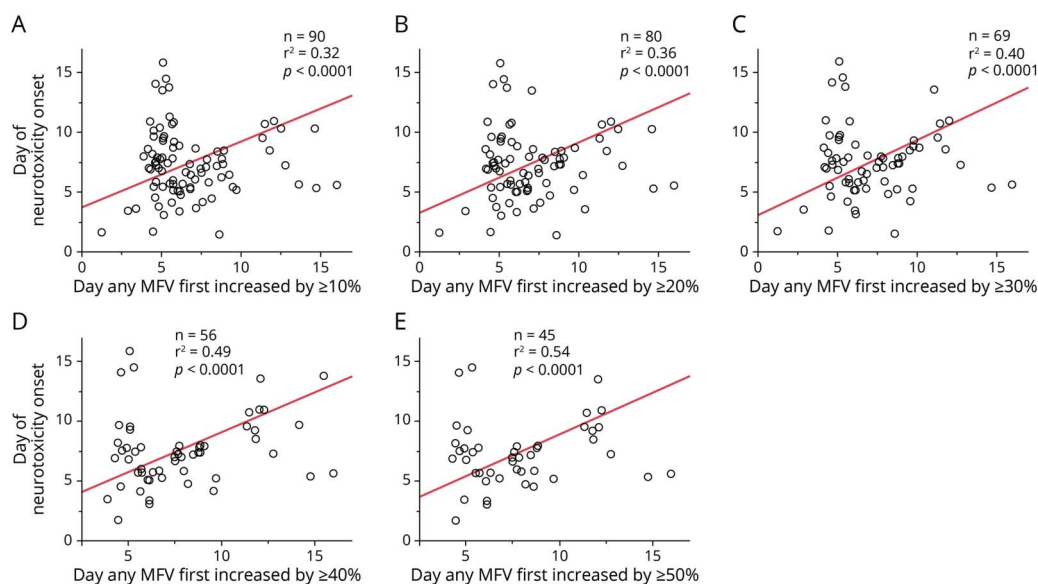 A
n = 90
r² = 0.32
p < 0.0001
Day of
neurotoxicity onset
15
10
5
0
0 5 10 15
Day any MFV first increased by ≥10%
B
n = 80
r² = 0.36
p < 0.0001
15
10
5
0
0 5 10 15
Day any MFV first increased by ≥20%
C
n = 69
r² = 0.40
p < 0.0001
15
10
5
0
0 5 10 15
Day any MFV first increased by ≥30%
D
n = 56
r² = 0.49
p < 0.0001
Day of
neurotoxicity onset
15
10
5
0
5 10 15
Day any MFV first increased by ≥40%
E
n = 45
r² = 0.54
p < 0.0001
15
10
5
0
5 10 15
Day any MFV first increased by ≥50%